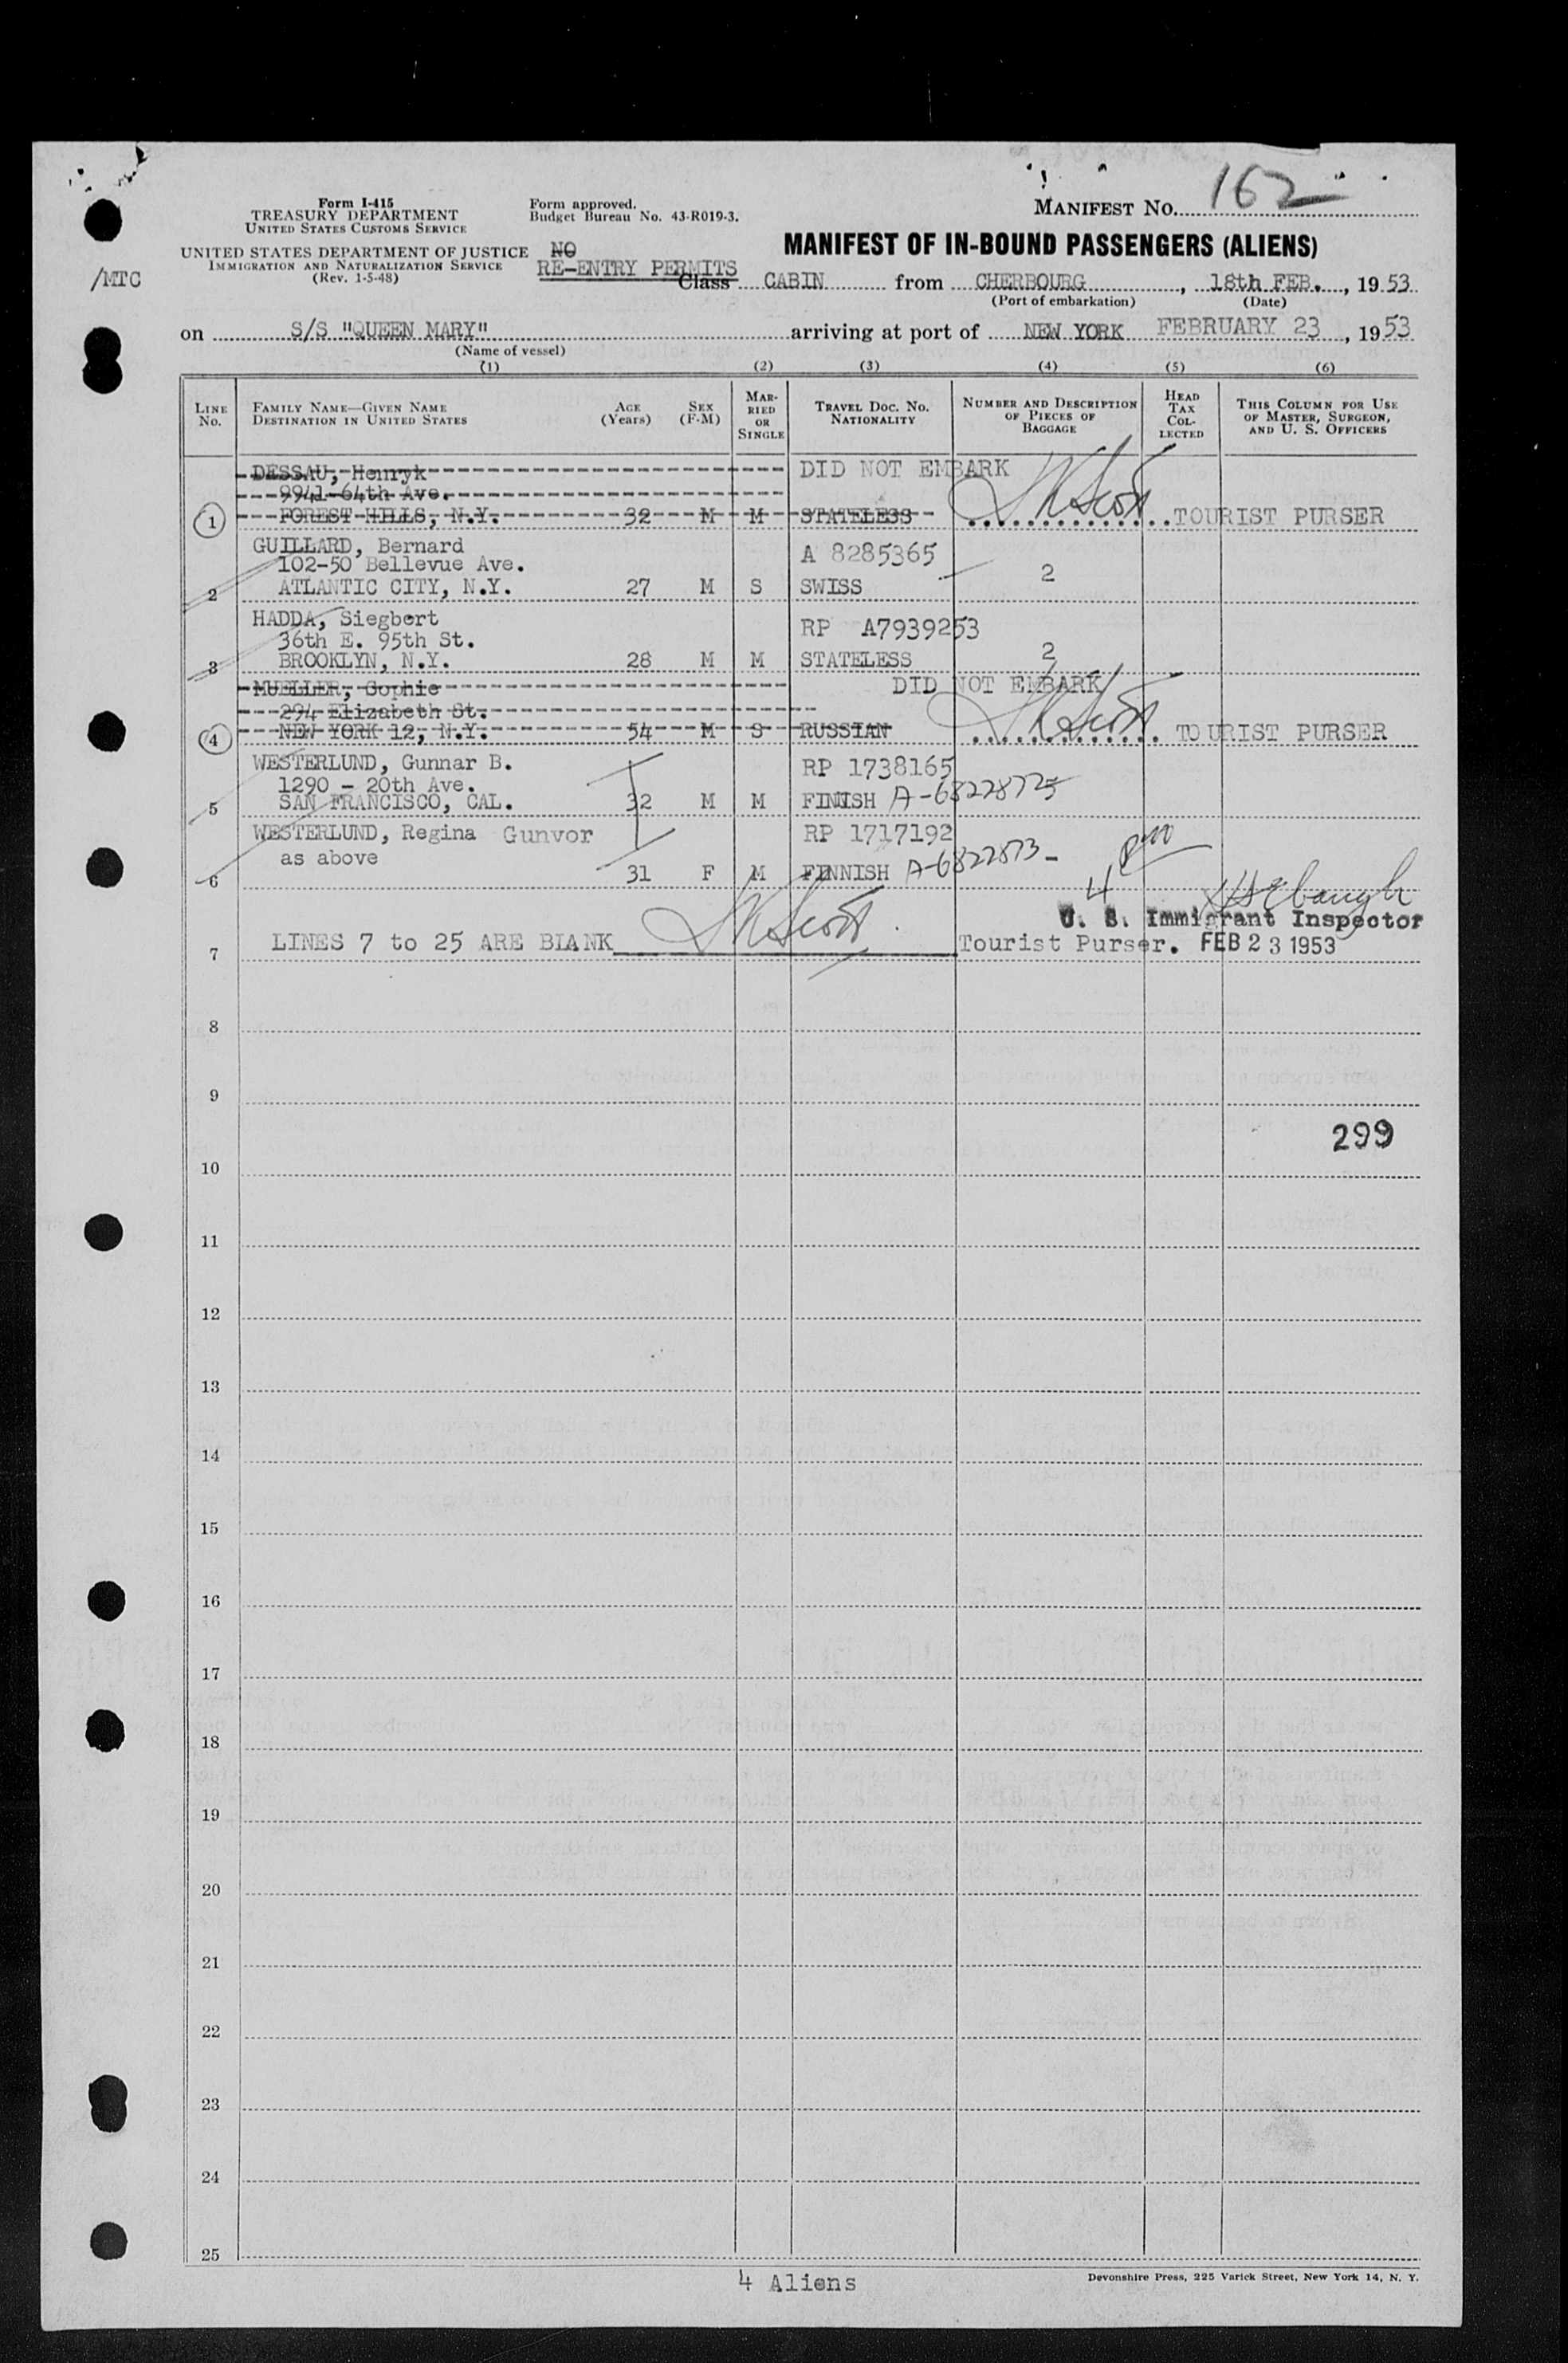 MANIFEST NO. 162
Form I-415
TREASURY DEPARTMENT
UNITED STATES CUSTOMS SERVICE
Form approved.
Budget Bureau No. 43-R019-3.
UNITED STATES DEPARTMENT OF JUSTICE
IMMIGRATION AND NATURALIZATION SERVICE
(Rev. 1-5-48)
/MTC
NO
RE-ENTRY PERMITS
MANIFEST OF IN-BOUND PASSENGERS (ALIENS)
Class CABIN from CHERBOURG, 18th FEB., 1953
(Port of embarkation) (Date)
on S/S "QUEEN MARY" arriving at port of NEW YORK FEBRUARY 23, 1953
(Name of vessel)
(1) (2) (3) (4) (5) (6)
LINE No.
FAMILY NAME—GIVEN NAME
DESTINATION IN UNITED STATES
AGE (Years)
SEX (F-M)
MARRIED OR SINGLE
TRAVEL DOC. NO.
NATIONALITY
NUMBER AND DESCRIPTION OF PIECES OF BAGGAGE
HEAD TAX COLLECTED
THIS COLUMN FOR USE OF MASTER, SURGEON, AND U. S. OFFICERS
DESSAU, Henryk DID NOT EMBARK
9941-64th Ave.
1 FOREST HILLS, N.Y. 32 M M STATELESS TOURIST PURSER
GUILLARD, Bernard A 8285365
102-50 Bellevue Ave. 2
2 ATLANTIC CITY, N.Y. 27 M S SWISS
HADDA, Siegbert RP A7939253
36th E. 95th St.
3 BROOKLYN, N.Y. 28 M M STATELESS 2
MUELLER, Sophie DID NOT EMBARK
294 Elizabeth St.
4 NEW YORK 12, N.Y. 54 M S RUSSIAN TOURIST PURSER
WESTERLUND, Gunnar B. RP 1738165
1290 - 20th Ave.
5 SAN FRANCISCO, CAL. 32 M M FINNISH A-68228725
WESTERLUND, Regina Gunvor RP 1717192
as above
6 31 F M FINNISH A-6822873-
4
U. S. Immigrant Inspector
7 LINES 7 to 25 ARE BLANK Tourist Purser. FEB 23 1953
8
9
299
10
11
12
13
14
15
16
17
18
19
20
21
22
23
24
25
4 Aliens
Devonshire Press, 225 Varick Street, New York 14, N. Y.